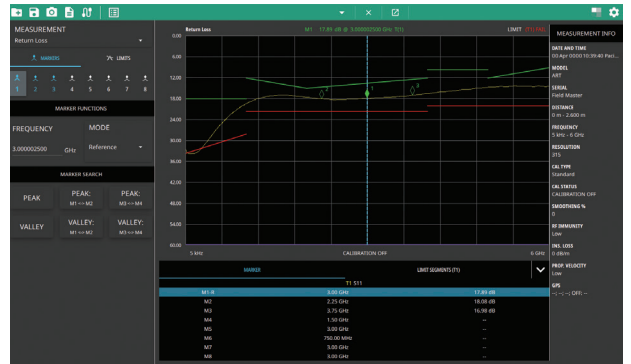 MEASUREMENT
Return Loss
MARKERS
LIMITS
1 2 3 4 5 6 7 8
MARKER FUNCTIONS
FREQUENCY
MODE
3.000002500 GHz
Reference
MARKER SEARCH
PEAK
PEAK:
M1 <=> M2
PEAK:
M3 <=> M4
VALLEY
VALLEY:
M1 <=> M2
VALLEY:
M3 <=> M4
Return Loss
M1 17.89 dB @ 3.000002500 GHz T(1)
LIMIT (T1) FAIL
0.00
6.00
12.00
18.00
24.00
30.00
36.00
42.00
48.00
54.00
60.00
1
2
3
5 kHz
CALIBRATION OFF
6 GHz
MARKER
LIMIT SEGMENTS (T1)
T1 S11
M1-R 3.00 GHz 17.89 dB
M2 2.25 GHz 18.08 dB
M3 3.75 GHz 16.98 dB
M4 1.50 GHz --
M5 3.00 GHz --
M6 750.00 MHz --
M7 3.00 GHz --
M8 3.00 GHz --
MEASUREMENT INFO
DATE AND TIME
MODEL
ART
SERIAL
Field Master
DISTANCE
0 m - 2.600 m
FREQUENCY
5 kHz - 6 GHz
RESOLUTION
315
CAL TYPE
Standard
CAL STATUS
CALIBRATION OFF
SMOOTHING %
0
RF IMMUNITY
Low
INS. LOSS
0 dB/m
PROP. VELOCITY
Low
GPS
--; --; --; OFF: --